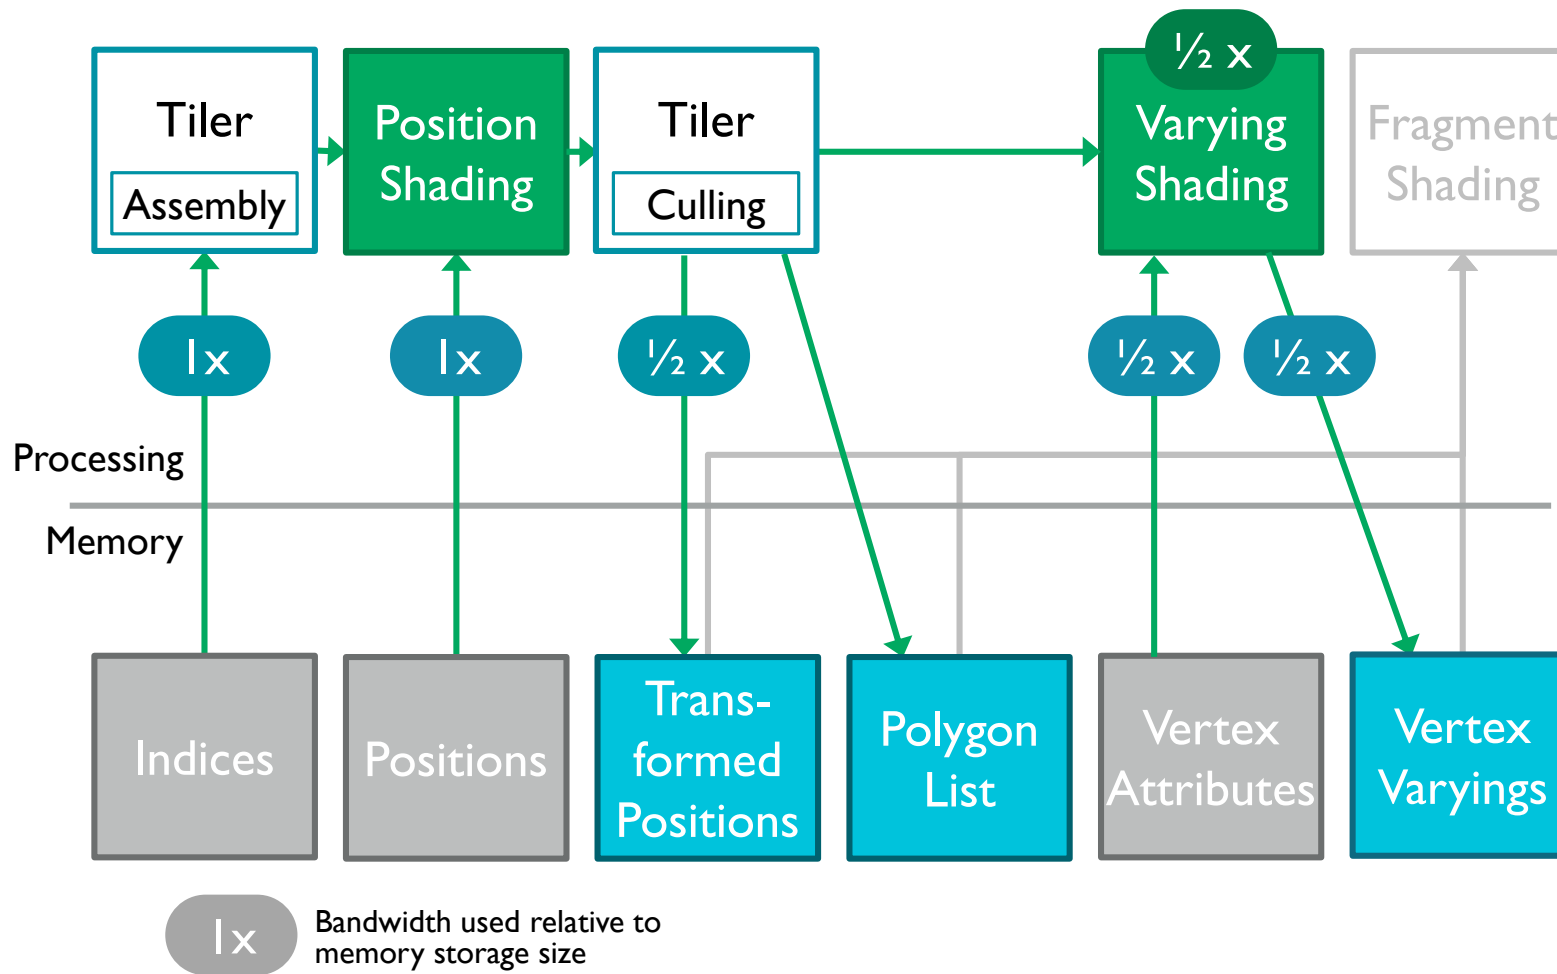 ½ x
Tiler
Assembly
Position
Shading
Tiler
Culling
Varying
Shading
Fragment
Shading
1x
1x
½ x
½ x
½ x
Processing
Memory
Indices
Positions
Trans-
formed
Positions
Polygon
List
Vertex
Attributes
Vertex
Varyings
1x
Bandwidth used relative to
memory storage size